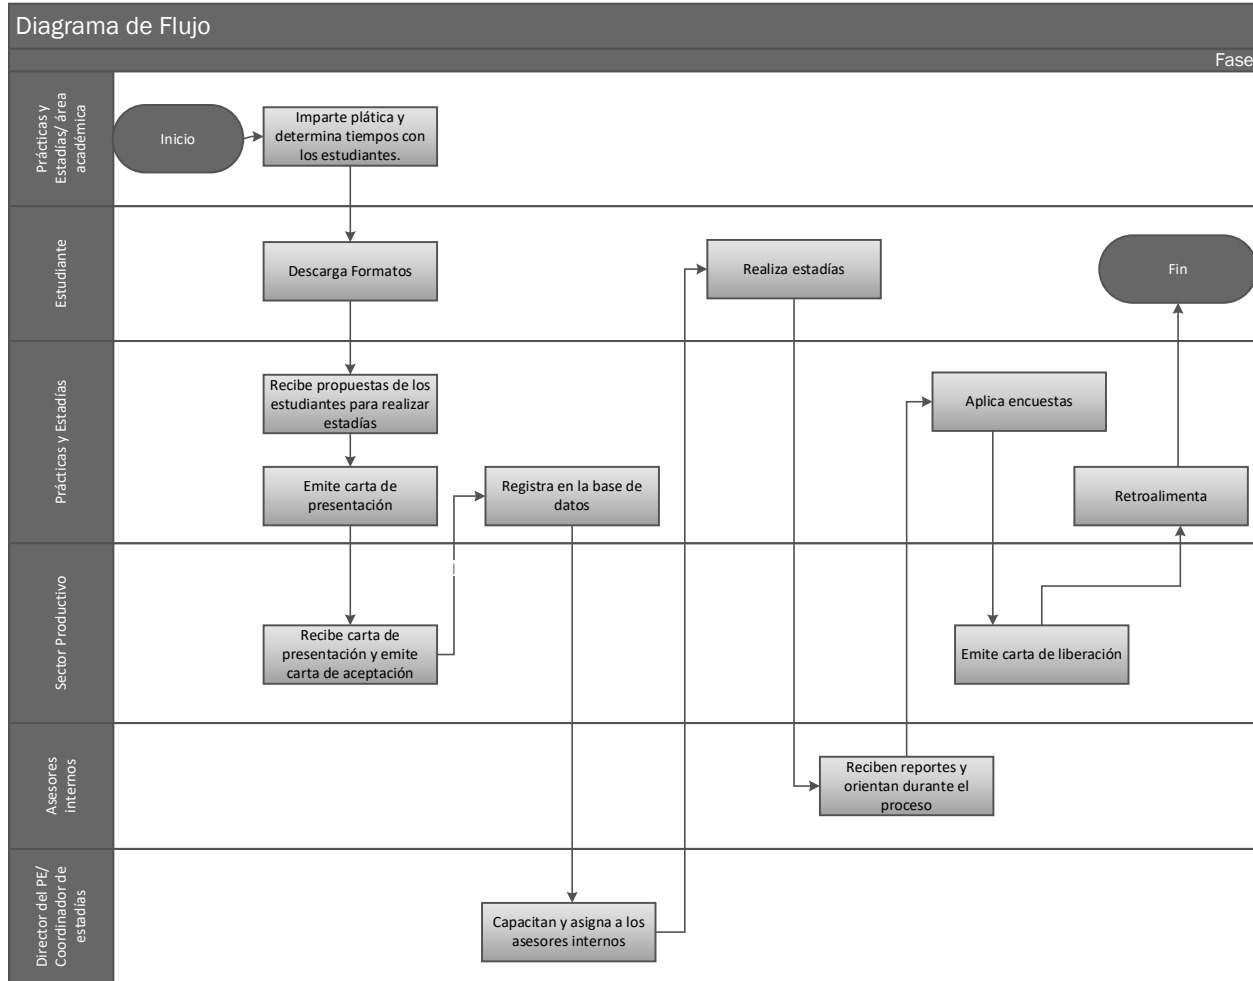 Diagrama de Flujo
Fase
Prácticas y
Estadías/ área
académica
Inicio
Imparte plática y
determina tiempos con
los estudiantes.
Estudiante
Descarga Formatos
Realiza estadías
Fin
Prácticas y Estadías
Recibe propuestas de los
estudiantes para realizar
estadías
Aplica encuestas
Emite carta de
presentación
Registra en la base de
datos
Retroalimenta
Sector Productivo
Recibe carta de
presentación y emite
carta de aceptación
Emite carta de liberación
Asesores
internos
Reciben reportes y
orientan durante el
proceso
Director del PE/
Coordinador de
estadías
Capacitan y asigna a los
asesores internos